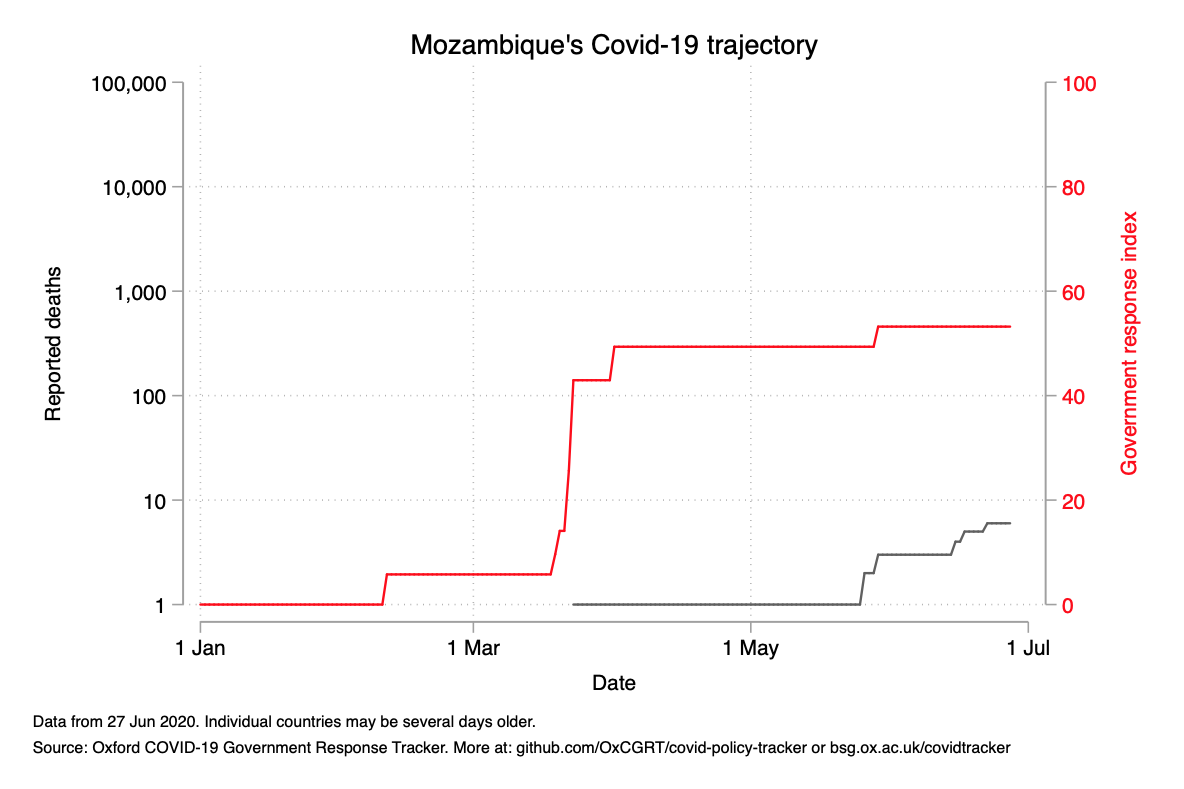 Mozambique's Covid-19 trajectory
100,000
10,000
1,000
100
10
1
Reported deaths
100
80
60
40
20
0
Government response index
1 Jan
1 Mar
1 May
1 Jul
Date
Data from 27 Jun 2020. Individual countries may be several days older.
Source: Oxford COVID-19 Government Response Tracker. More at: github.com/OxCGRT/covid-policy-tracker or bsg.ox.ac.uk/covidtracker